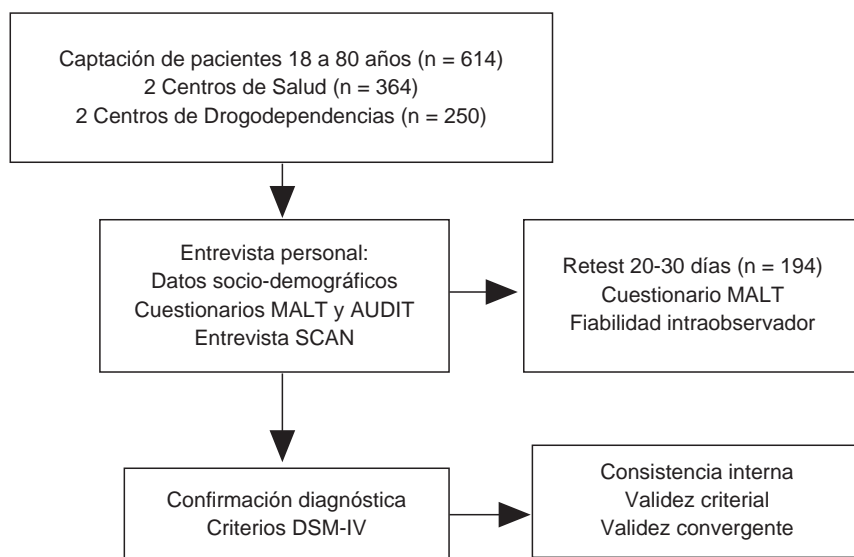 Captación de pacientes 18 a 80 años (n = 614)
2 Centros de Salud (n = 364)
2 Centros de Drogodependencias (n = 250)
Entrevista personal:
Datos socio-demográficos
Cuestionarios MALT y AUDIT
Entrevista SCAN
Retest 20-30 días (n = 194)
Cuestionario MALT
Fiabilidad intraobservador
Confirmación diagnóstica
Criterios DSM-IV
Consistencia interna
Validez criterial
Validez convergente